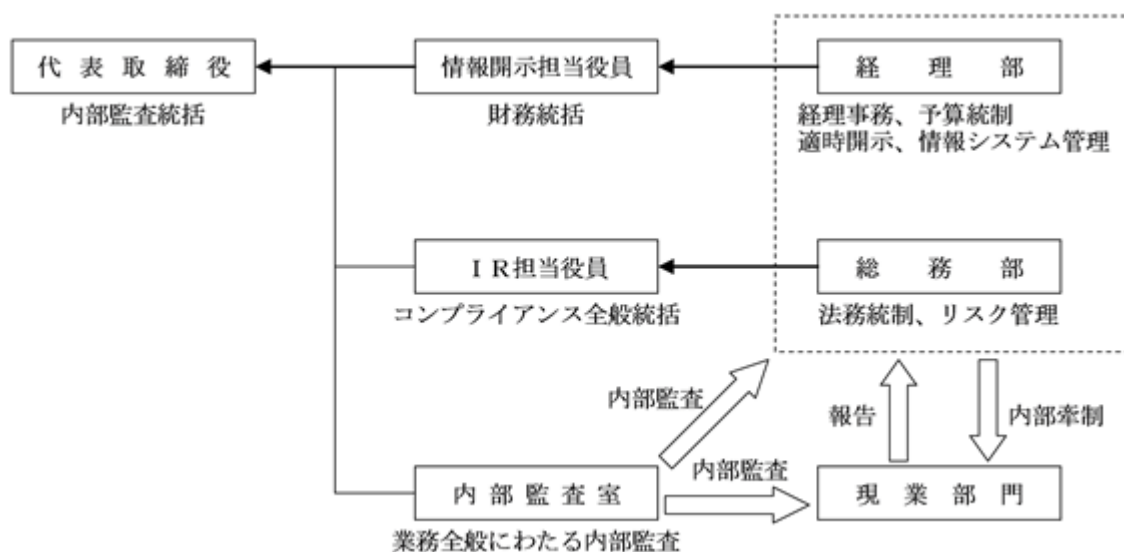 代表取締役
内部監査統括
情報開示担当役員
財務統括
経理部
経理事務、予算統制
適時開示、情報システム管理
ＩＲ担当役員
コンプライアンス全般統括
総務部
法務統制、リスク管理
内部監査
報告
内部牽制
内部監査室
業務全般にわたる内部監査
内部監査
現業部門